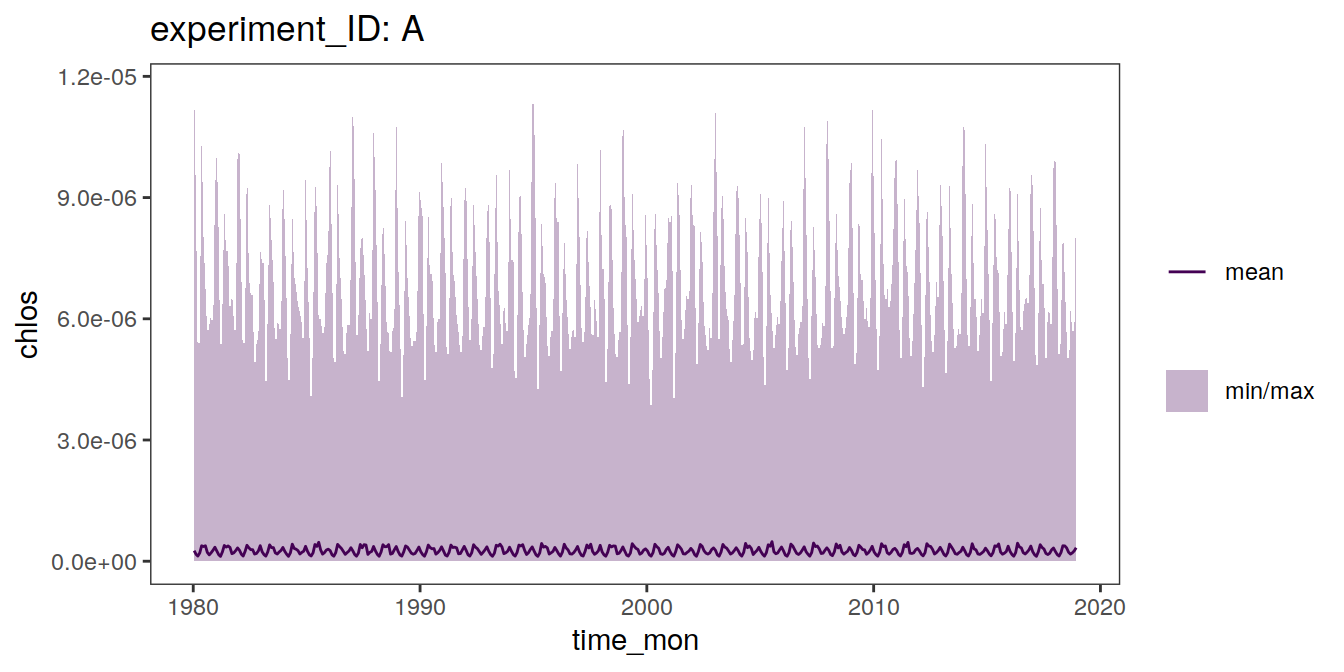 experiment_ID: A
1.2e-05
9.0e-06
6.0e-06
3.0e-06
0.0e+00
chlos
1980
1990
2000
2010
2020
time_mon
mean
min/max